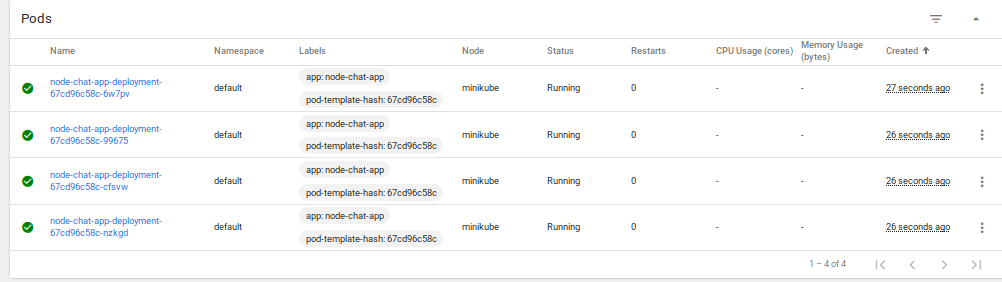 Pods
Name Namespace Labels Node Status Restarts CPU Usage (cores) Memory Usage (bytes) Created
node-chat-app-deployment-
67cd96c58c-6w7pv
default
app: node-chat-app
pod-template-hash: 67cd96c58c
minikube Running 0 - - 27 seconds ago
node-chat-app-deployment-
67cd96c58c-99675
default
app: node-chat-app
pod-template-hash: 67cd96c58c
minikube Running 0 - - 26 seconds ago
node-chat-app-deployment-
67cd96c58c-cfsvw
default
app: node-chat-app
pod-template-hash: 67cd96c58c
minikube Running 0 - - 26 seconds ago
node-chat-app-deployment-
67cd96c58c-nzkgd
default
app: node-chat-app
pod-template-hash: 67cd96c58c
minikube Running 0 - - 26 seconds ago
1 – 4 of 4